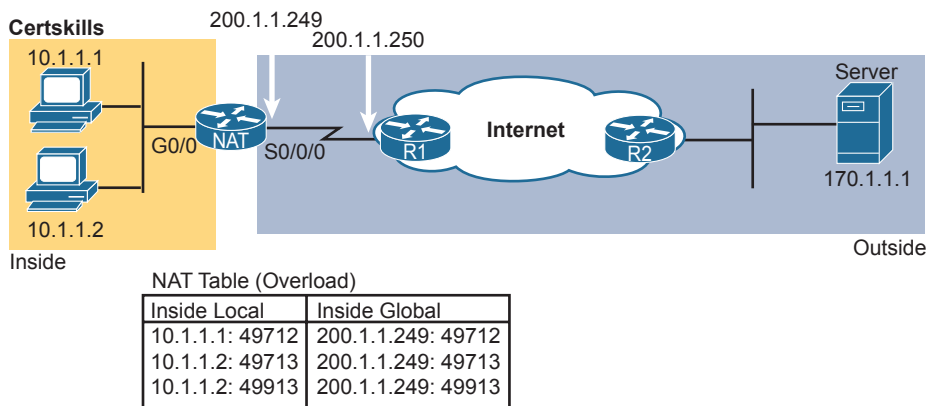 200.1.1.249
Certskills
200.1.1.250
10.1.1.1
Server
Internet
G0/0
NAT
S0/0/0
R1
R2
170.1.1.1
10.1.1.2
Inside
Outside
NAT Table (Overload)
Inside Local Inside Global
10.1.1.1: 49712 200.1.1.249: 49712
10.1.1.2: 49713 200.1.1.249: 49713
10.1.1.2: 49913 200.1.1.249: 49913